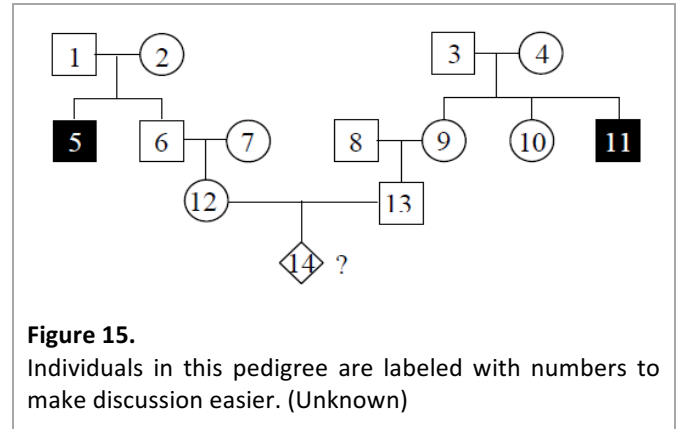 1 2 3 4
5 6 7 8 9 10 11
12 13
14 ?
Figure 15.
Individuals in this pedigree are labeled with numbers to
make discussion easier. (Unknown)